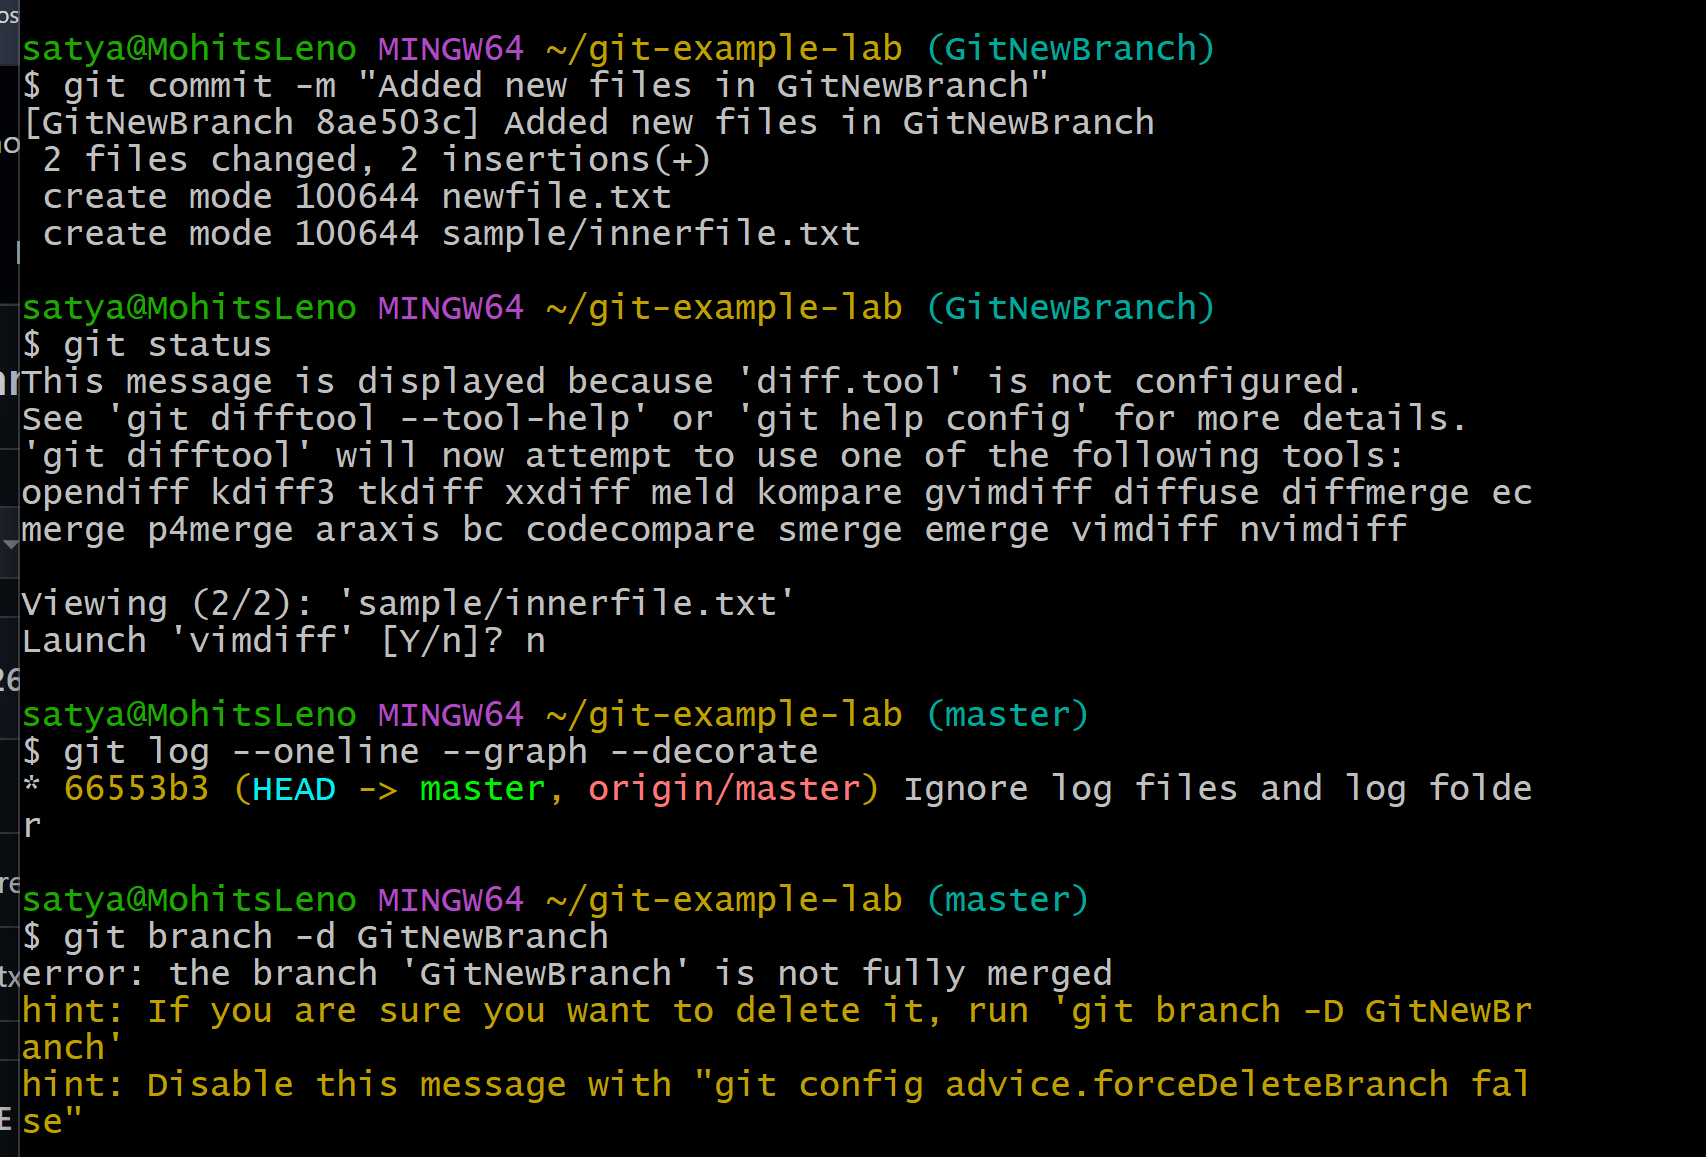 os
satya@MohitsLeno MINGW64 ~/git-example-lab (GitNewBranch)
$ git commit -m "Added new files in GitNewBranch"
[GitNewBranch 8ae503c] Added new files in GitNewBranch
 2 files changed, 2 insertions(+)
 create mode 100644 newfile.txt
 create mode 100644 sample/innerfile.txt

satya@MohitsLeno MINGW64 ~/git-example-lab (GitNewBranch)
$ git status
This message is displayed because 'diff.tool' is not configured.
See 'git difftool --tool-help' or 'git help config' for more details.
'git difftool' will now attempt to use one of the following tools:
opendiff kdiff3 tkdiff xxdiff meld kompare gvimdiff diffuse diffmerge ec
merge p4merge araxis bc codecompare smerge emerge vimdiff nvimdiff

Viewing (2/2): 'sample/innerfile.txt'
Launch 'vimdiff' [Y/n]? n

satya@MohitsLeno MINGW64 ~/git-example-lab (master)
$ git log --oneline --graph --decorate
* 66553b3 (HEAD -> master, origin/master) Ignore log files and log folde
r

satya@MohitsLeno MINGW64 ~/git-example-lab (master)
$ git branch -d GitNewBranch
error: the branch 'GitNewBranch' is not fully merged
hint: If you are sure you want to delete it, run 'git branch -D GitNewBr
anch'
hint: Disable this message with "git config advice.forceDeleteBranch fal
se"